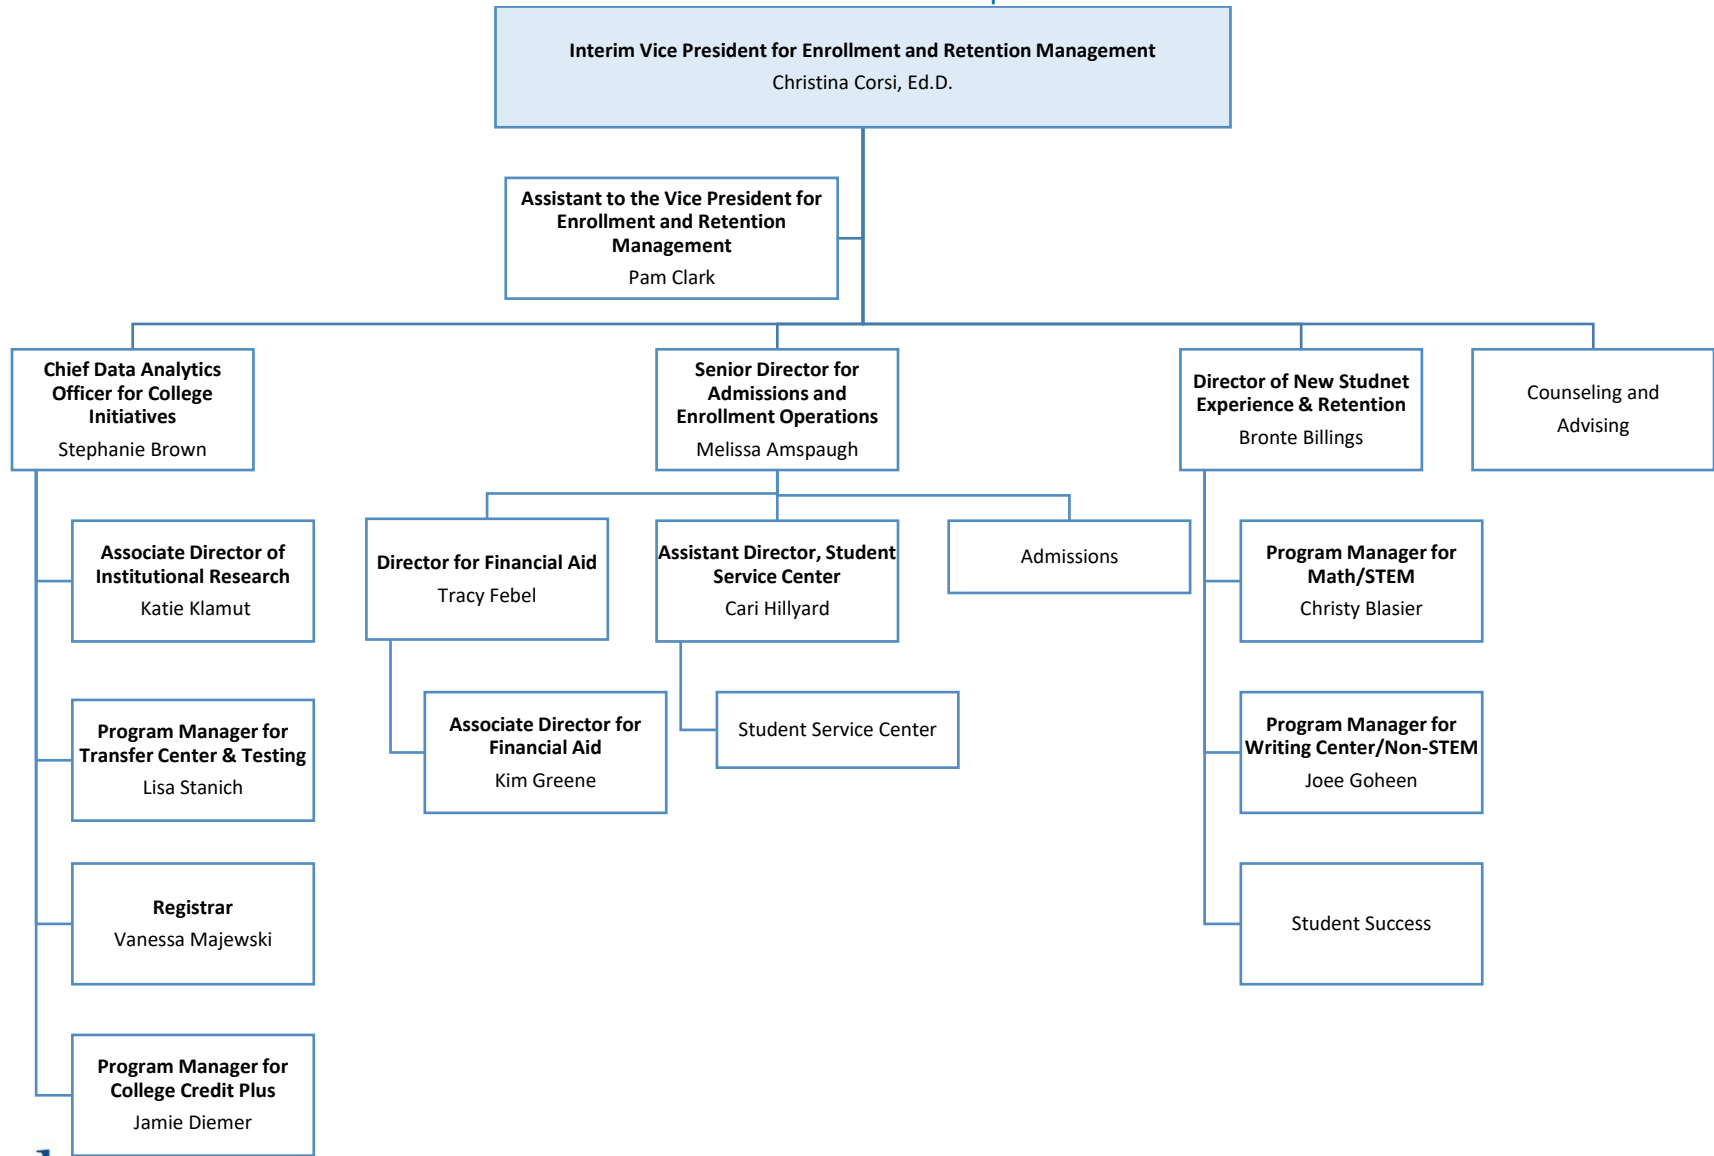 Interim Vice President for Enrollment and Retention Management
Christina Corsi, Ed.D.
Assistant to the Vice President for
Enrollment and Retention
Management
Pam Clark
Chief Data Analytics
Officer for College
Initiatives
Stephanie Brown
Senior Director for
Admissions and
Enrollment Operations
Melissa Amspaugh
Director of New Studnet
Experience & Retention
Bronte Billings
Counseling and
Advising
Associate Director of
Institutional Research
Katie Klamut
Director for Financial Aid
Tracy Febel
Assistant Director, Student
Service Center
Cari Hillyard
Admissions
Program Manager for
Math/STEM
Christy Blasier
Program Manager for
Transfer Center & Testing
Lisa Stanich
Associate Director for
Financial Aid
Kim Greene
Student Service Center
Program Manager for
Writing Center/Non-STEM
Joee Goheen
Registrar
Vanessa Majewski
Student Success
Program Manager for
College Credit Plus
Jamie Diemer